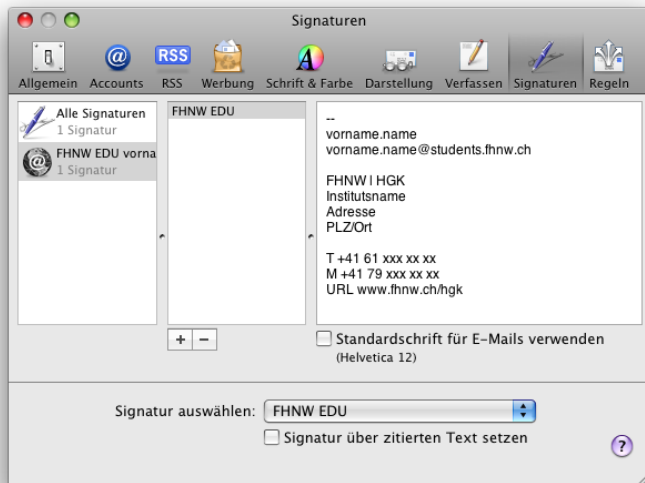 Signaturen
RSS
Allgemein Accounts RSS Werbung Schrift & Farbe Darstellung Verfassen Signaturen Regeln
Alle Signaturen
1 Signatur
FHNW EDU vorna
1 Signatur
FHNW EDU
--
vorname.name
vorname.name@students.fhnw.ch
FHNW | HGK
Institutsname
Adresse
PLZ/Ort
T +41 61 xxx xx xx
M +41 79 xxx xx xx
URL www.fhnw.ch/hgk
+ −
Standardschrift für E-Mails verwenden
(Helvetica 12)
Signatur auswählen: FHNW EDU
Signatur über zitierten Text setzen
?